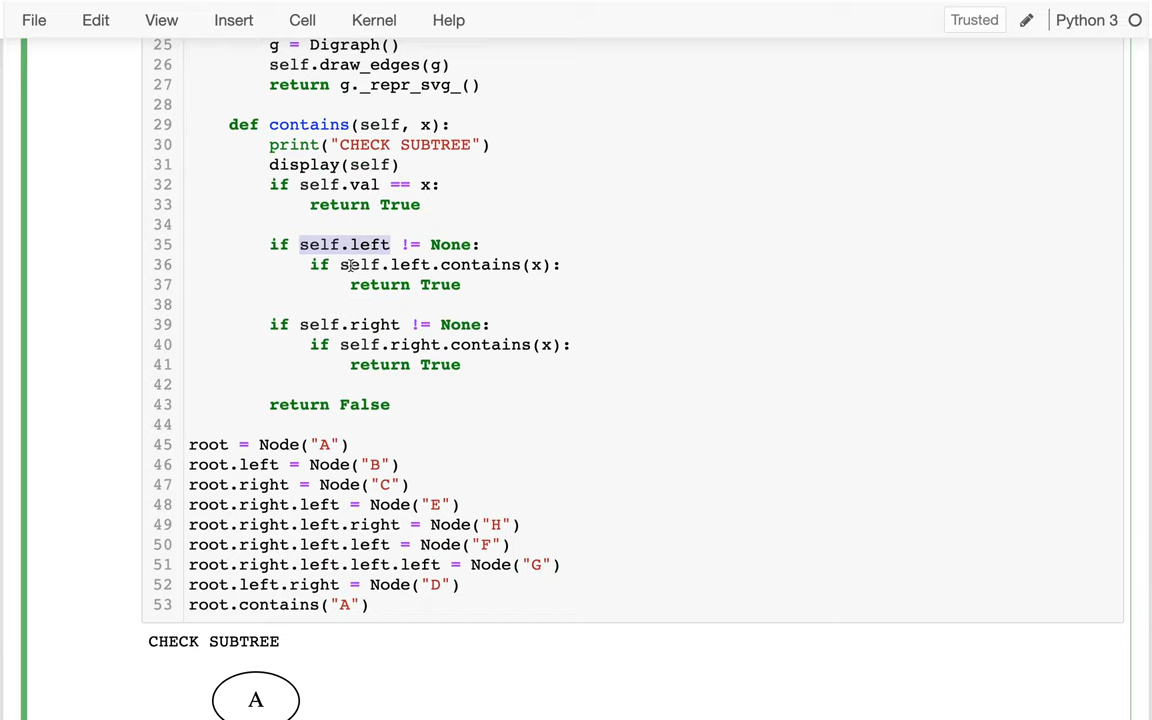 File Edit View Insert Cell Kernel Help Trusted Python 3
25         g = Digraph()
26         self.draw_edges(g)
27         return g._repr_svg_()
28
29     def contains(self, x):
30         print("CHECK SUBTREE")
31         display(self)
32         if self.val == x:
33             return True
34
35         if self.left != None:
36             if self.left.contains(x):
37                 return True
38
39         if self.right != None:
40             if self.right.contains(x):
41                 return True
42
43         return False
44
45 root = Node("A")
46 root.left = Node("B")
47 root.right = Node("C")
48 root.right.left = Node("E")
49 root.right.left.right = Node("H")
50 root.right.left.left = Node("F")
51 root.right.left.left.left = Node("G")
52 root.left.right = Node("D")
53 root.contains("A")
CHECK SUBTREE
A